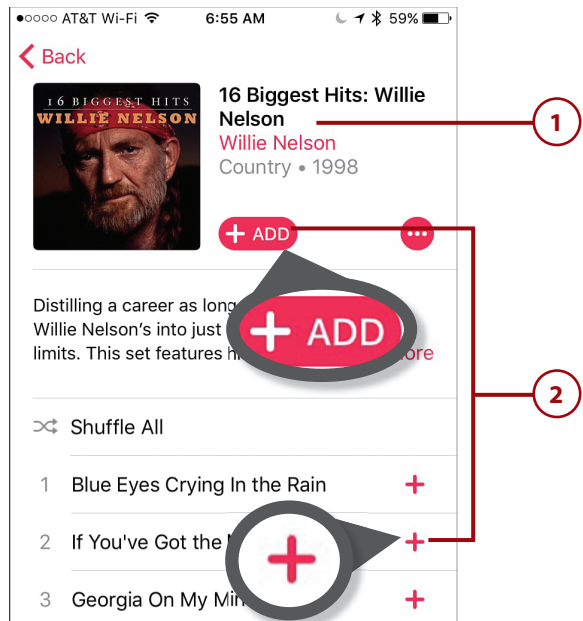 AT&T Wi-Fi 6:55 AM 59%
Back
16 BIGGEST HITS
WILLIE NELSON
16 Biggest Hits: Willie
Nelson
1
Willie Nelson
Country • 1998
+ ADD
Distilling a career as long
Willie Nelson's into just
+ ADD
limits. This set features
2
Shuffle All
1 Blue Eyes Crying In the Rain +
2 If You've Got the +
+
3 Georgia On My +